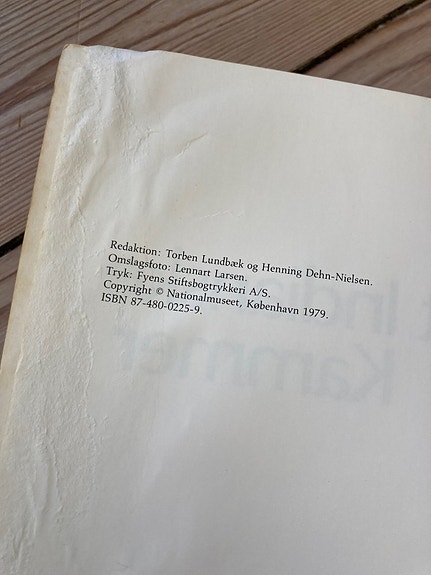 Redaktion: Torben Lundbæk og Henning Dehn-Nielsen.
Omslagsfoto: Lennart Larsen.
Tryk: Fyens Stiftsbogtrykkeri A/S.
Copyright © Nationalmuseet, København 1979.
ISBN 87-480-0225-9.